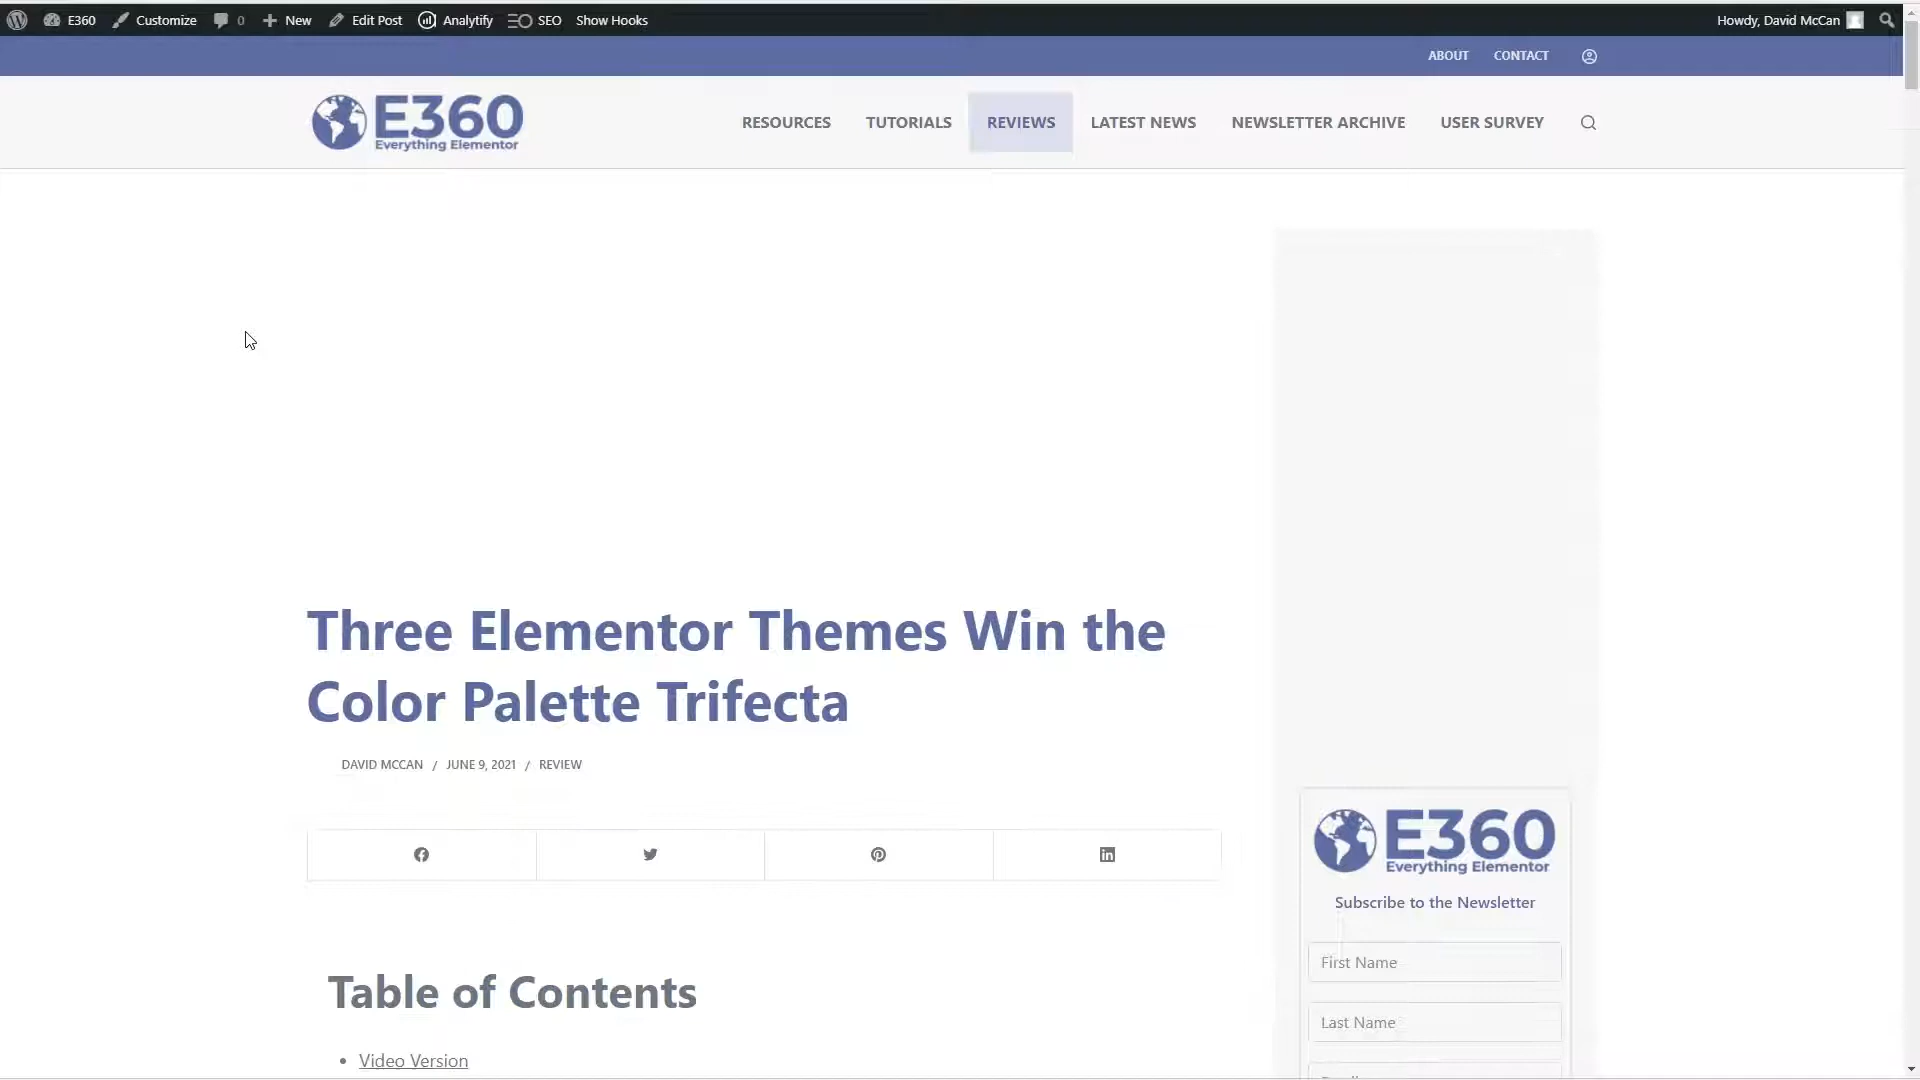 E360 Customize 0 New Edit Post Analytify SEO Show Hooks Howdy, David McCan
ABOUT CONTACT
E360
Everything Elementor
RESOURCES TUTORIALS REVIEWS LATEST NEWS NEWSLETTER ARCHIVE USER SURVEY
Three Elementor Themes Win the
Color Palette Trifecta
DAVID MCCAN / JUNE 9, 2021 / REVIEW
E360
Everything Elementor
Subscribe to the Newsletter
First Name
Last Name
Table of Contents
• Video Version